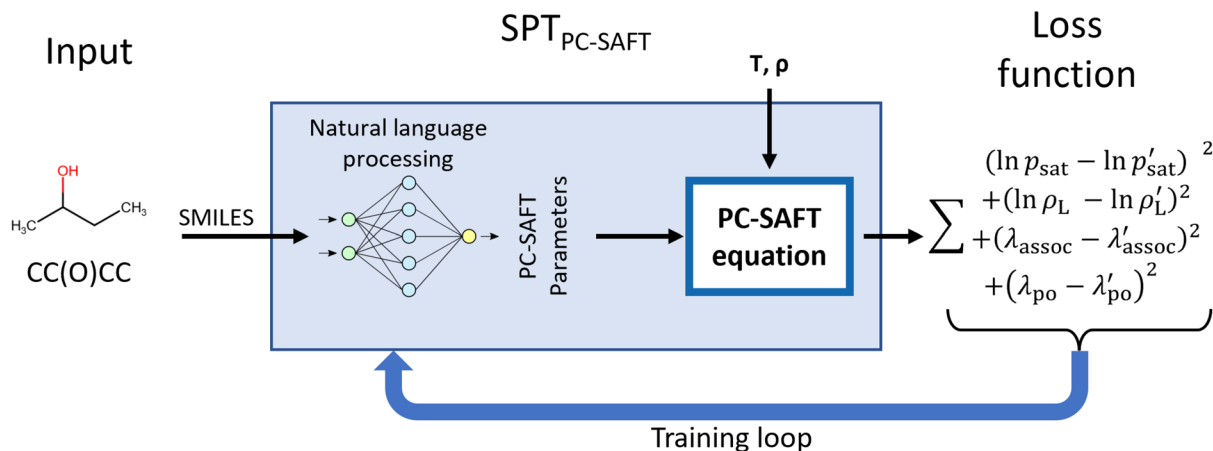 Input
SPT_PC-SAFT
Loss
function
T, ρ
Natural language
processing
OH
H₃C
CH₃
SMILES
CC(O)CC
PC-SAFT
Parameters
PC-SAFT
equation
∑
(ln p_sat − ln p′_sat)²
+(ln ρ_L − ln ρ′_L)²
+(λ_assoc − λ′_assoc)²
+(λ_po − λ′_po)²
Training loop